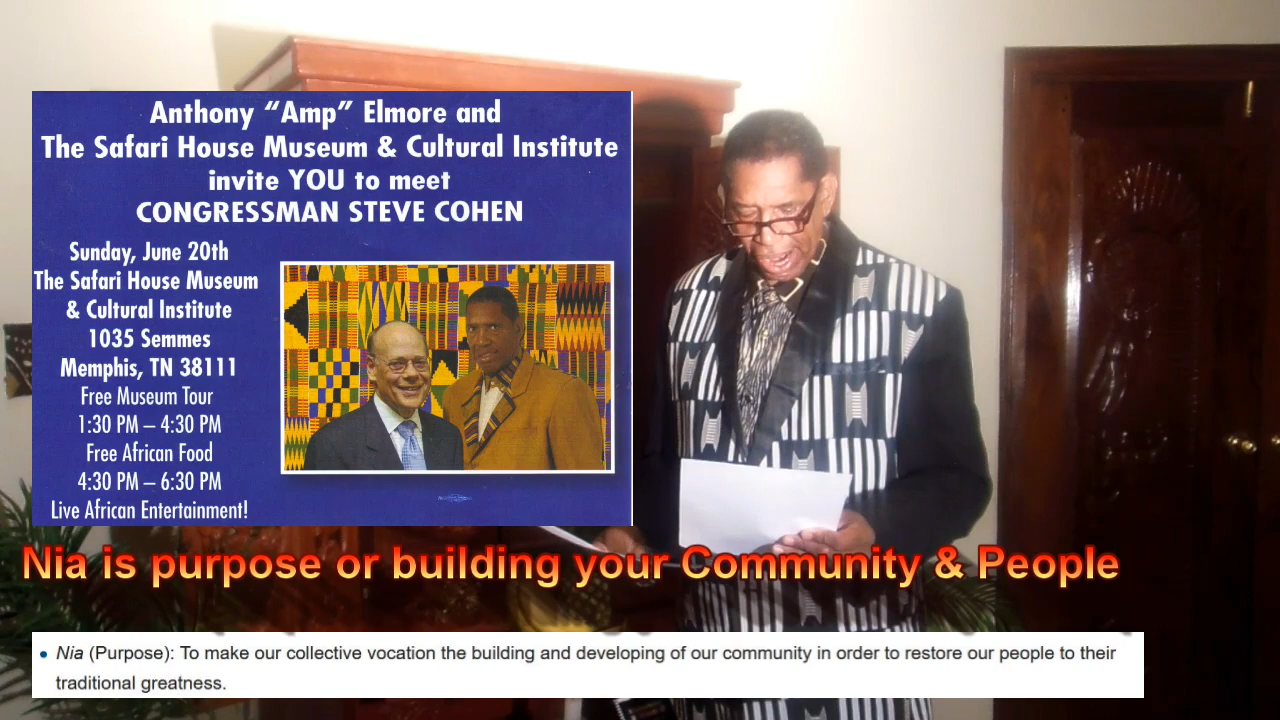 Anthony “Amp” Elmore and
The Safari House Museum & Cultural Institute
invite YOU to meet
CONGRESSMAN STEVE COHEN
Sunday, June 20th
The Safari House Museum
& Cultural Institute
1035 Semmes
Memphis, TN 38111
Free Museum Tour
1:30 PM – 4:30 PM
Free African Food
4:30 PM – 6:30 PM
Live African Entertainment!
Nia is purpose or building your Community & People
• Nia (Purpose): To make our collective vocation the building and developing of our community in order to restore our people to their
traditional greatness.